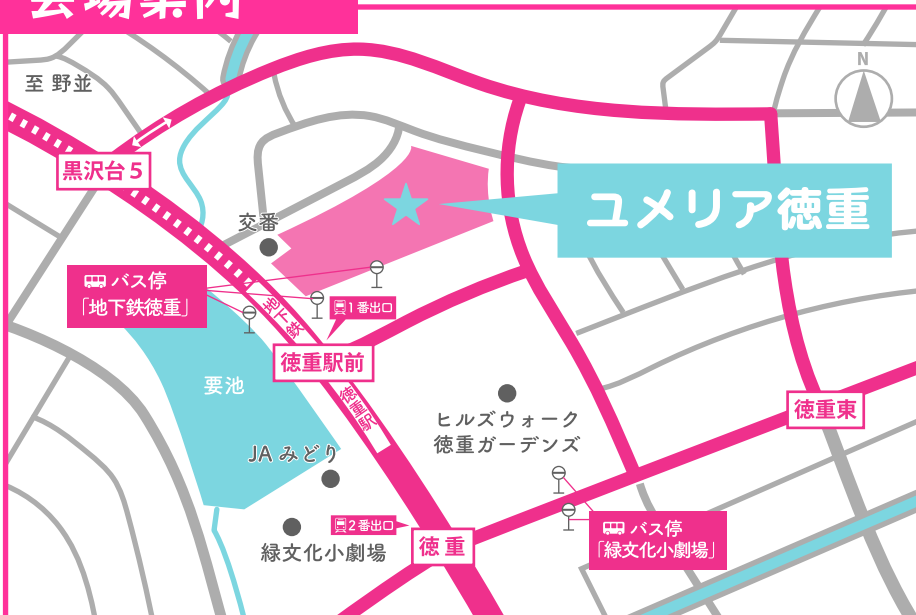 会場案内
至 野並
N
黒沢台5
ユメリア徳重
交番
バス停
「地下鉄徳重」
地下鉄
1番出口
徳重駅前
要池
徳重駅
ヒルズウォーク
徳重ガーデンズ
徳重東
JAみどり
2番出口
徳重
緑文化小劇場
バス停
「緑文化小劇場」